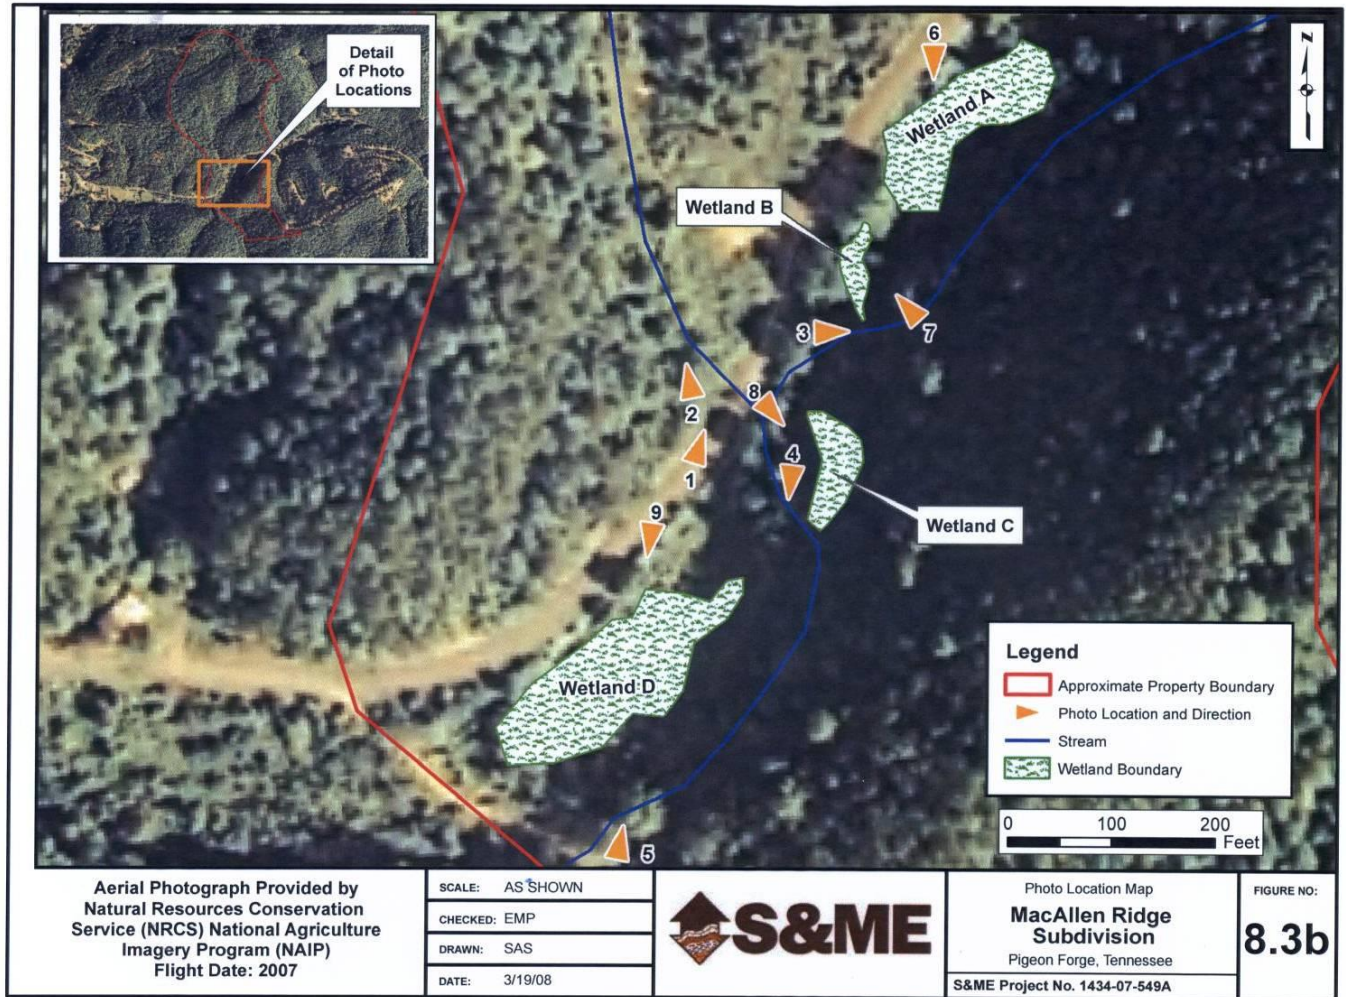 Detail
of Photo
Locations
6
Z
Wetland A
Wetland B
3
7
8
2
4
1
9
Wetland C
Wetland D
5
Legend
Approximate Property Boundary
Photo Location and Direction
Stream
Wetland Boundary
0 100 200
Feet
Aerial Photograph Provided by
Natural Resources Conservation
Service (NRCS) National Agriculture
Imagery Program (NAIP)
Flight Date: 2007
SCALE: AS SHOWN
CHECKED: EMP
DRAWN: SAS
DATE: 3/19/08
S&ME
Photo Location Map
MacAllen Ridge
Subdivision
Pigeon Forge, Tennessee
S&ME Project No. 1434-07-549A
FIGURE NO:
8.3b